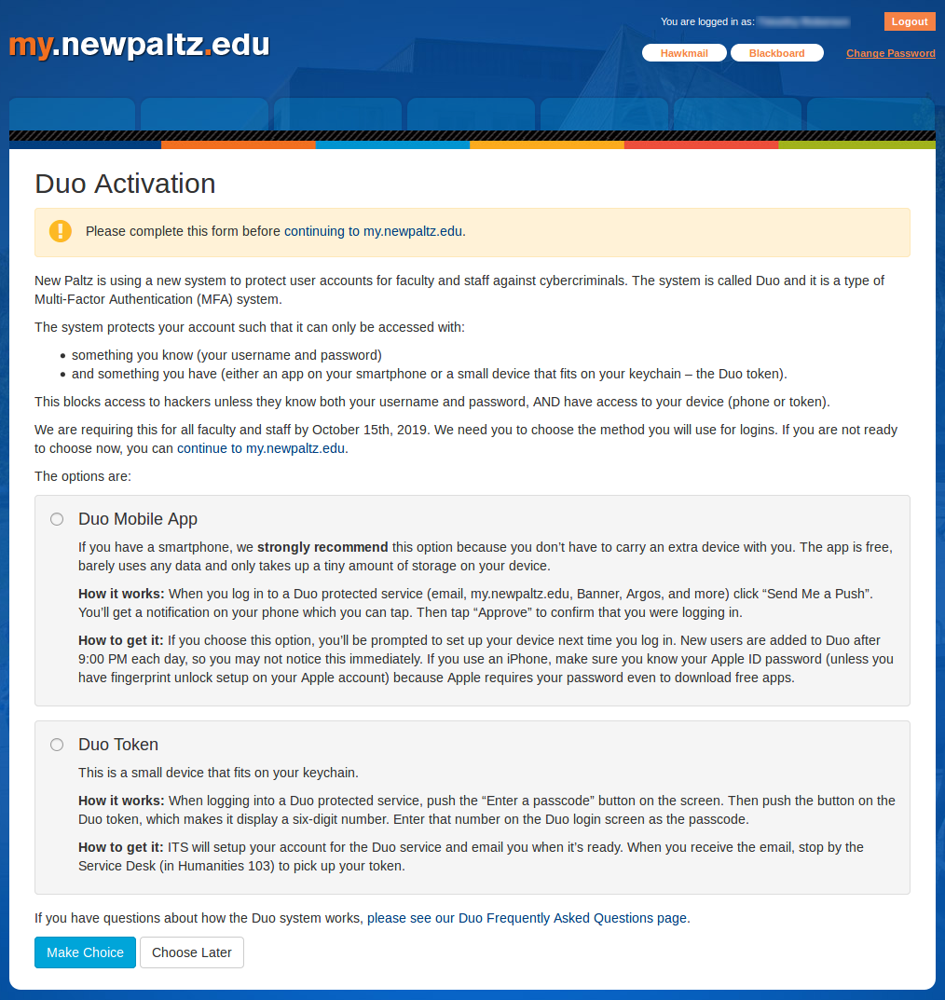 You are logged in as:
Logout
my.newpaltz.edu
Hawkmail
Blackboard
Change Password
Duo Activation
Please complete this form before continuing to my.newpaltz.edu.
New Paltz is using a new system to protect user accounts for faculty and staff against cybercriminals. The system is called Duo and it is a type of
Multi-Factor Authentication (MFA) system.
The system protects your account such that it can only be accessed with:
• something you know (your username and password)
• and something you have (either an app on your smartphone or a small device that fits on your keychain – the Duo token).
This blocks access to hackers unless they know both your username and password, AND have access to your device (phone or token).
We are requiring this for all faculty and staff by October 15th, 2019. We need you to choose the method you will use for logins. If you are not ready
to choose now, you can continue to my.newpaltz.edu.
The options are:
Duo Mobile App
If you have a smartphone, we strongly recommend this option because you don’t have to carry an extra device with you. The app is free,
barely uses any data and only takes up a tiny amount of storage on your device.
How it works: When you log in to a Duo protected service (email, my.newpaltz.edu, Banner, Argos, and more) click “Send Me a Push”.
You’ll get a notification on your phone which you can tap. Then tap “Approve” to confirm that you were logging in.
How to get it: If you choose this option, you’ll be prompted to set up your device next time you log in. New users are added to Duo after
9:00 PM each day, so you may not notice this immediately. If you use an iPhone, make sure you know your Apple ID password (unless you
have fingerprint unlock setup on your Apple account) because Apple requires your password even to download free apps.
Duo Token
This is a small device that fits on your keychain.
How it works: When logging into a Duo protected service, push the “Enter a passcode” button on the screen. Then push the button on the
Duo token, which makes it display a six-digit number. Enter that number on the Duo login screen as the passcode.
How to get it: ITS will setup your account for the Duo service and email you when it’s ready. When you receive the email, stop by the
Service Desk (in Humanities 103) to pick up your token.
If you have questions about how the Duo system works, please see our Duo Frequently Asked Questions page.
Make Choice
Choose Later